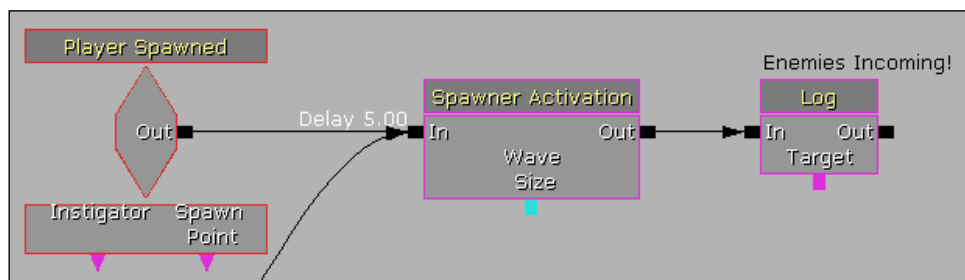 Player Spawned
Out
Instigator
Spawn
Point
Delay 5.00
Spawner Activation
In
Out
Wave
Size
Enemies Incoming!
Log
In
Out
Target